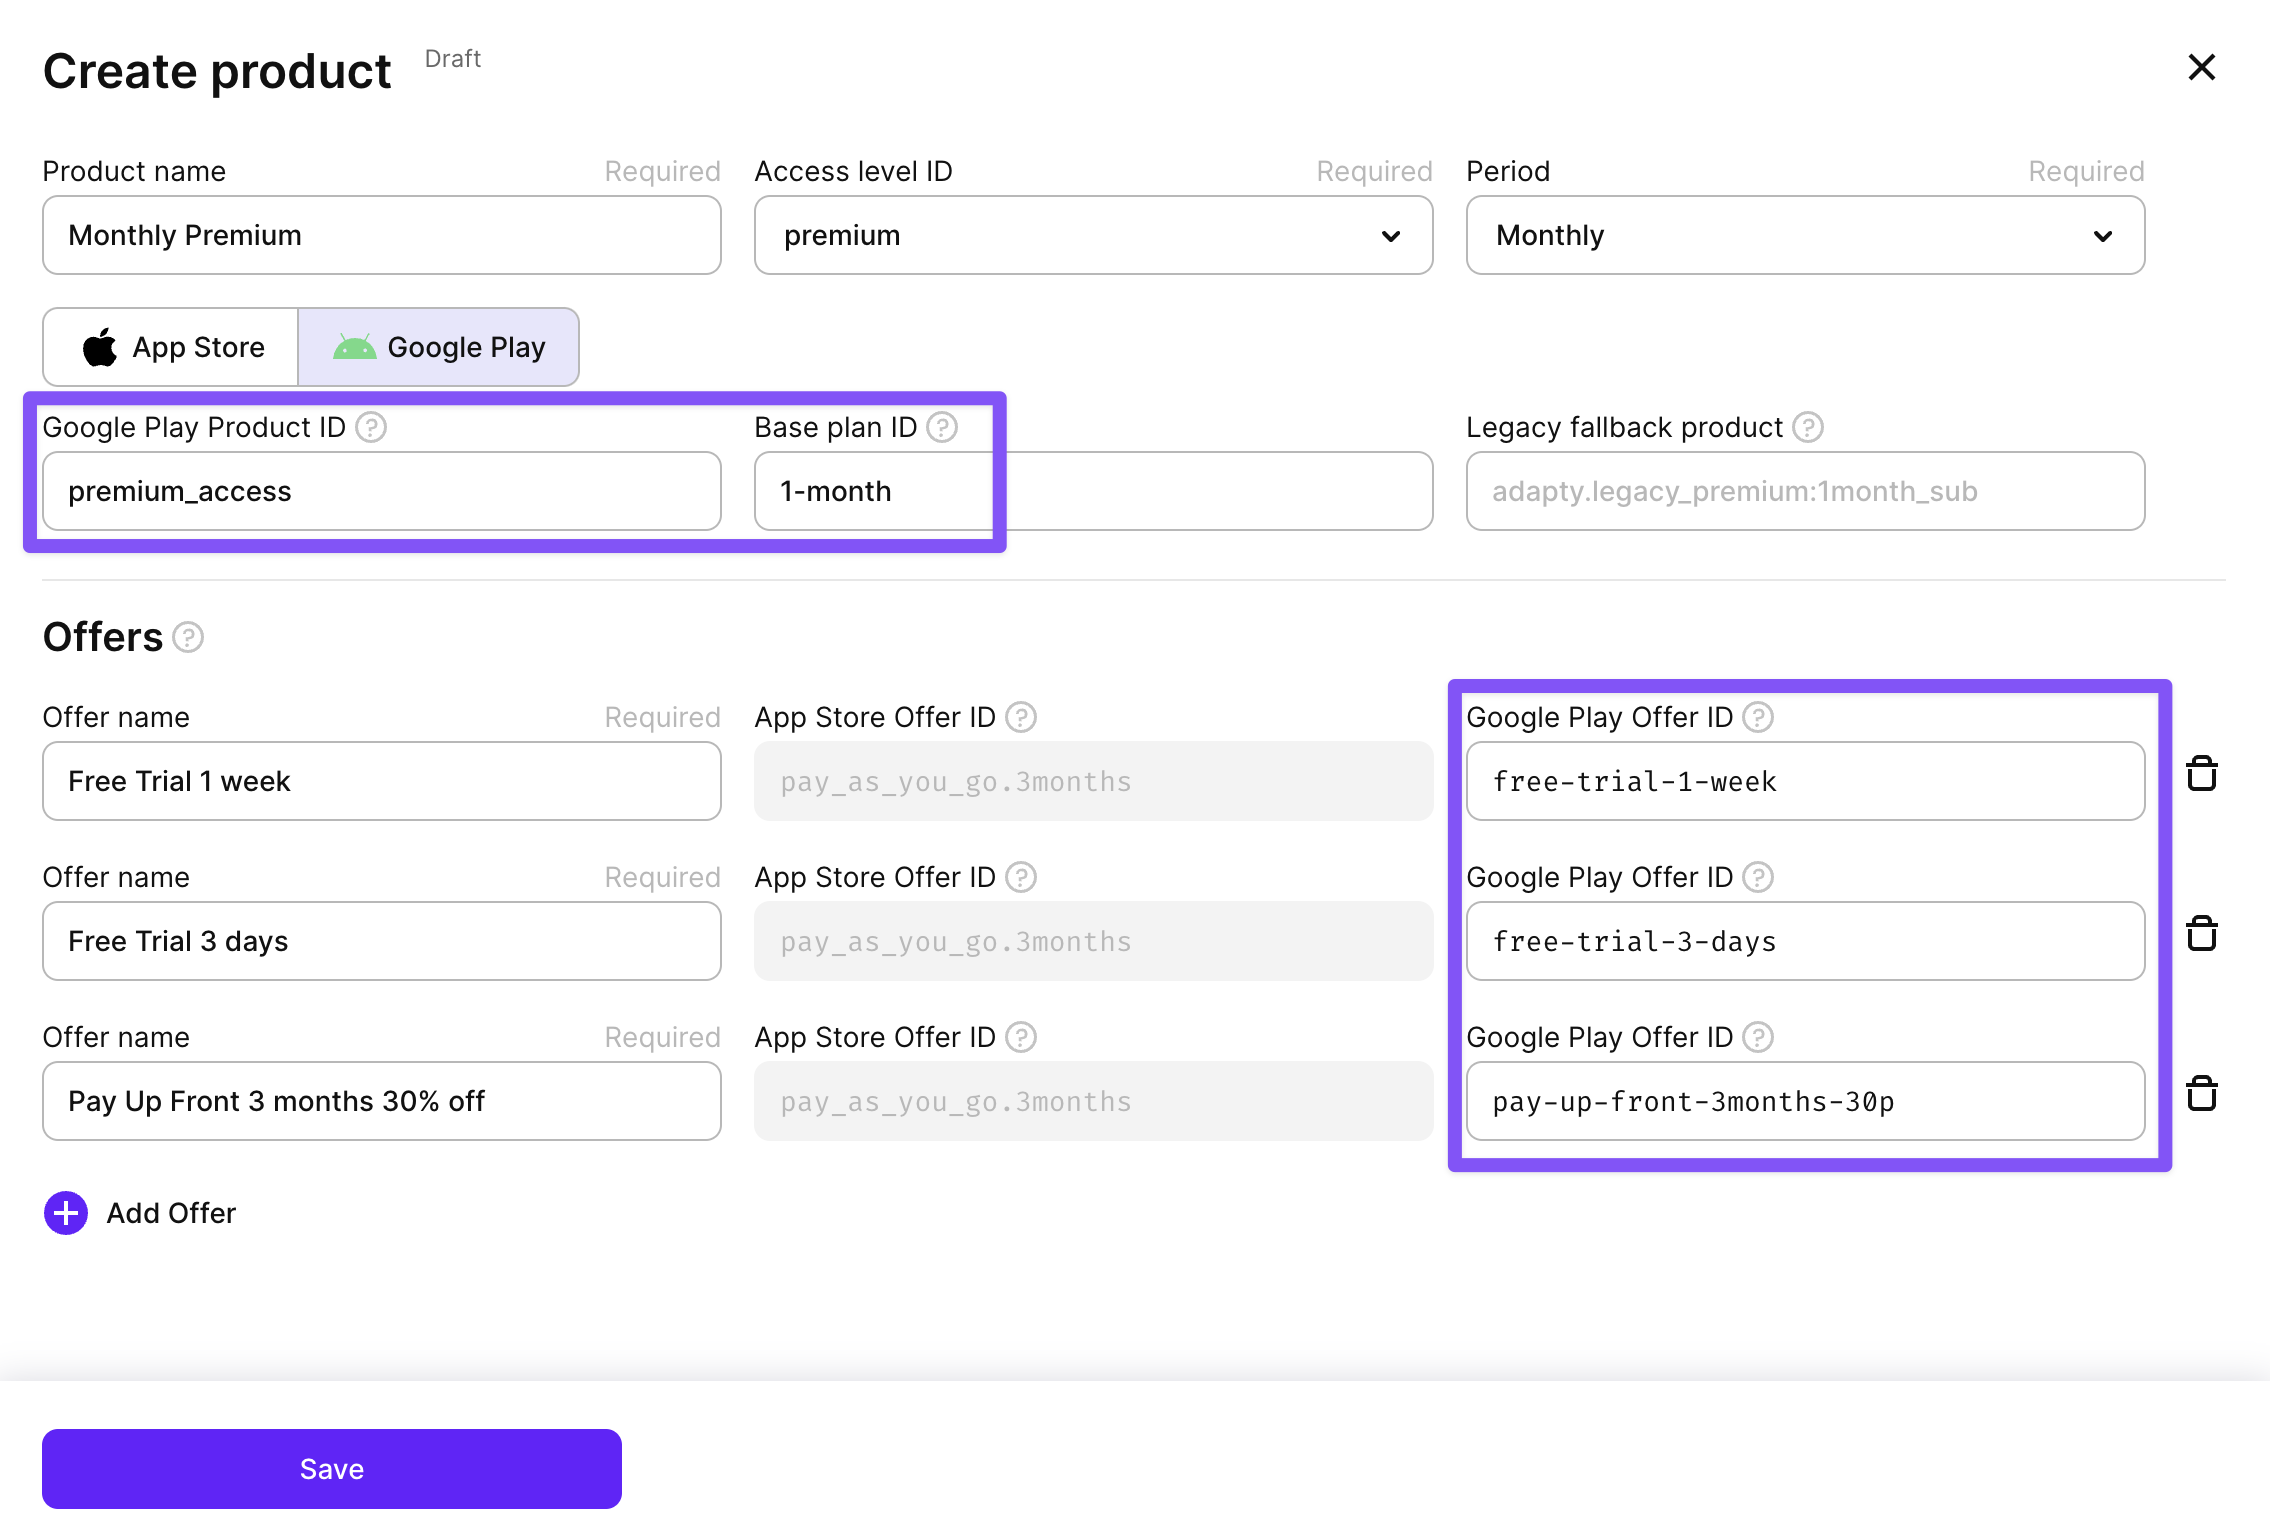 Create product Draft
Product name Required Access level ID Required Period Required
Monthly Premium premium Monthly
App Store Google Play
Google Play Product ID ? Base plan ID ? Legacy fallback product ?
premium_access 1-month adapty.legacy_premium:1month_sub
Offers ?
Offer name Required App Store Offer ID ? Google Play Offer ID ?
Free Trial 1 week pay_as_you_go.3months free-trial-1-week
Offer name Required App Store Offer ID ? Google Play Offer ID ?
Free Trial 3 days pay_as_you_go.3months free-trial-3-days
Offer name Required App Store Offer ID ? Google Play Offer ID ?
Pay Up Front 3 months 30% off pay_as_you_go.3months pay-up-front-3months-30p
Add Offer
Save